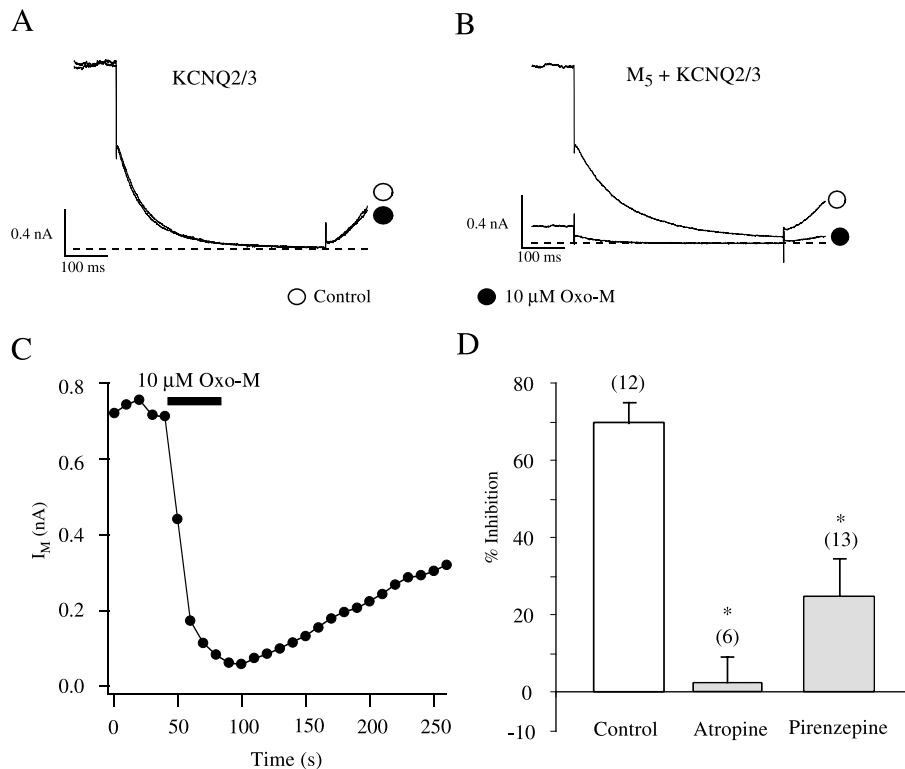 A
KCNQ2/3
0.4 nA
100 ms
B
M5 + KCNQ2/3
0.4 nA
100 ms
Control
10 µM Oxo-M
C
10 µM Oxo-M
0.8
0.6
0.4
0.2
0.0
IM (nA)
0 50 100 150 200 250
Time (s)
D
80
60
40
20
0
-10
% Inhibition
(12)
*
(6)
*
(13)
Control Atropine Pirenzepine